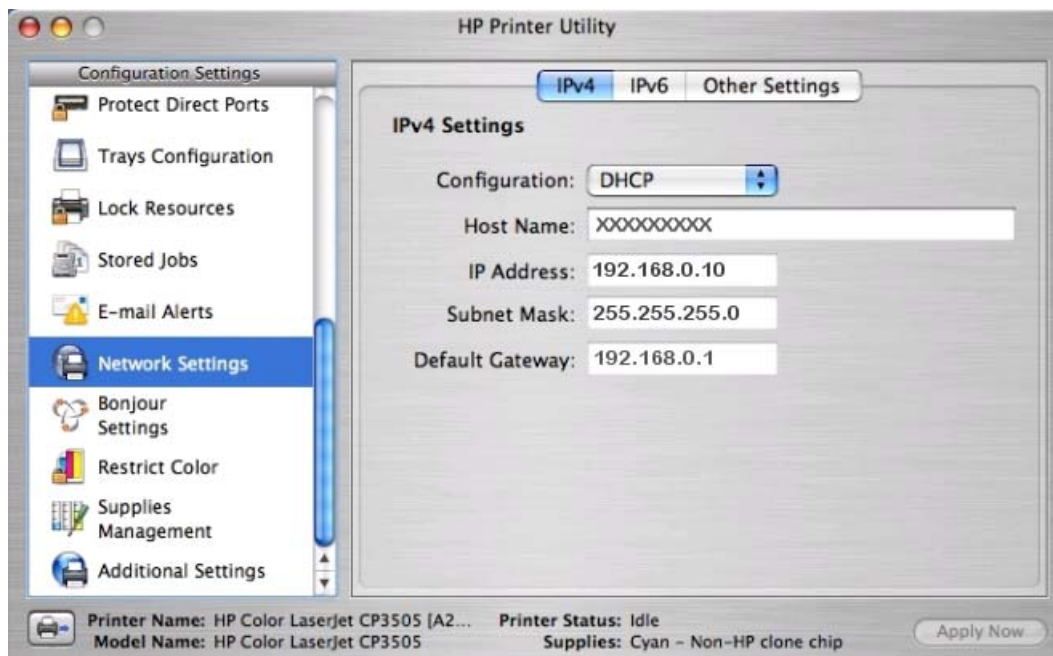 HP Printer Utility
Configuration Settings
Protect Direct Ports
Trays Configuration
Lock Resources
Stored Jobs
E-mail Alerts
Network Settings
Bonjour
Settings
Restrict Color
Supplies
Management
Additional Settings
IPv4 IPv6 Other Settings
IPv4 Settings
Configuration: DHCP
Host Name: XXXXXXXXX
IP Address: 192.168.0.10
Subnet Mask: 255.255.255.0
Default Gateway: 192.168.0.1
Printer Name: HP Color LaserJet CP3505 [A2... Printer Status: Idle
Model Name: HP Color LaserJet CP3505 Supplies: Cyan - Non-HP clone chip
Apply Now